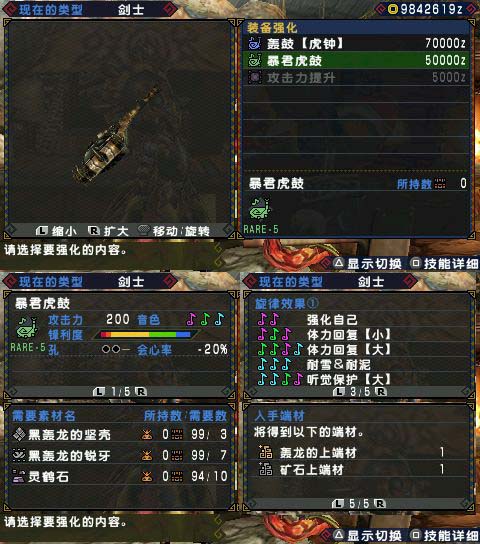 现在的类型 剑士
9842619z
装备强化
轰鼓【虎钟】 70000z
暴君虎鼓 50000z
攻击力提升 5000z
暴君虎鼓 所持数 0
RARE-5
L 缩小 R 扩大 移动/旋转
请选择要强化的内容。
△显示切换 □技能详细
现在的类型 剑士
暴君虎鼓
RARE-5
攻击力 200 音色
锋利度
孔 ○○— 会心率 -20%
L 1/5 R
需要素材名 所持数/需要数
黑轰龙的坚壳 0 99/ 3
黑轰龙的锐牙 0 99/ 7
灵鹤石 0 94/10
请选择要强化的内容。
现在的类型 剑士
旋律效果①
强化自己
体力回复【小】
体力回复【大】
耐雪&耐泥
听觉保护【大】
L 3/5 R
入手端材
将得到以下的端材。
轰龙的上端材 1
矿石上端材 1
L 5/5 R
△显示切换 □技能详细